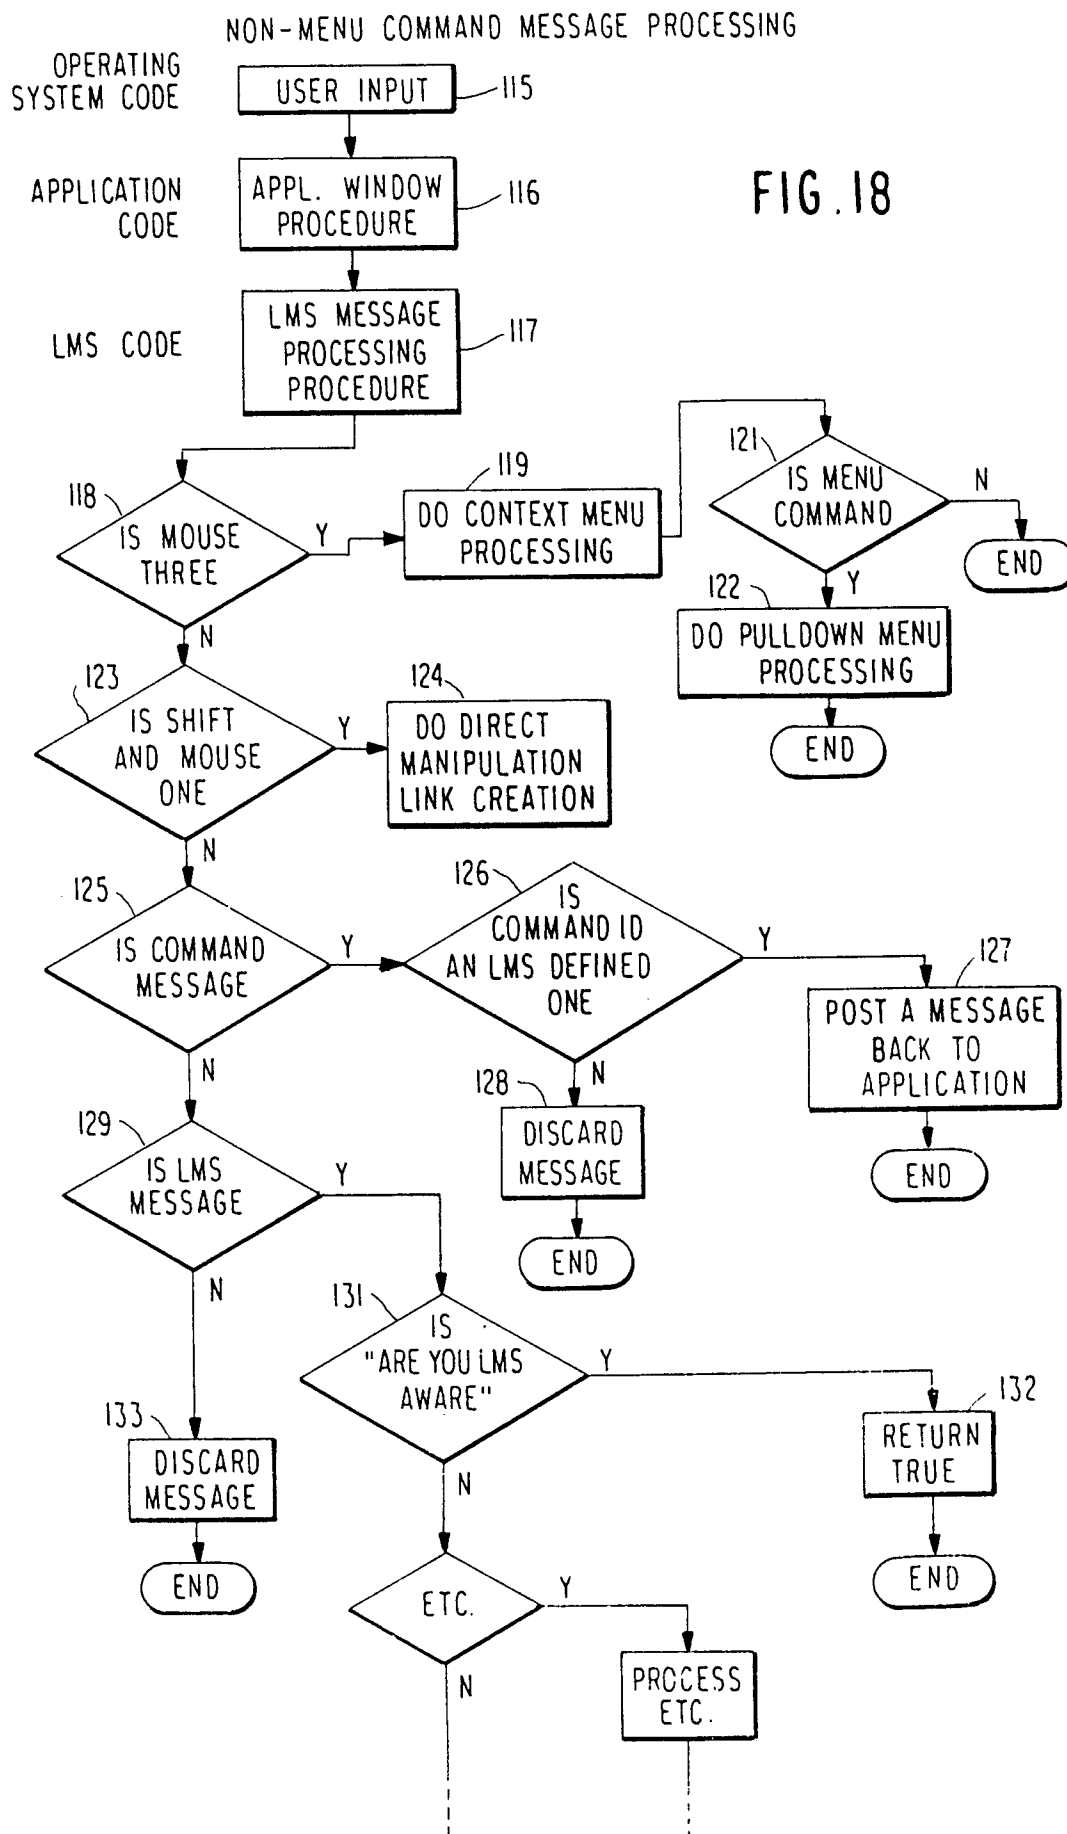 NON-MENU COMMAND MESSAGE PROCESSING
OPERATING
SYSTEM CODE
USER INPUT
115
APPLICATION
CODE
APPL. WINDOW
PROCEDURE
116
FIG.18
LMS CODE
LMS MESSAGE
PROCESSING
PROCEDURE
117
118
IS MOUSE
THREE
Y
N
119
DO CONTEXT MENU
PROCESSING
121
IS MENU
COMMAND
N
END
Y
122
DO PULLDOWN MENU
PROCESSING
END
123
IS SHIFT
AND MOUSE
ONE
Y
N
124
DO DIRECT
MANIPULATION
LINK CREATION
125
IS COMMAND
MESSAGE
Y
N
126
IS
COMMAND ID
AN LMS DEFINED
ONE
Y
N
127
POST A MESSAGE
BACK TO
APPLICATION
END
128
DISCARD
MESSAGE
END
129
IS LMS
MESSAGE
Y
N
131
IS
"ARE YOU LMS
AWARE"
Y
N
132
RETURN
TRUE
END
133
DISCARD
MESSAGE
END
ETC.
Y
N
PROCESS
ETC.